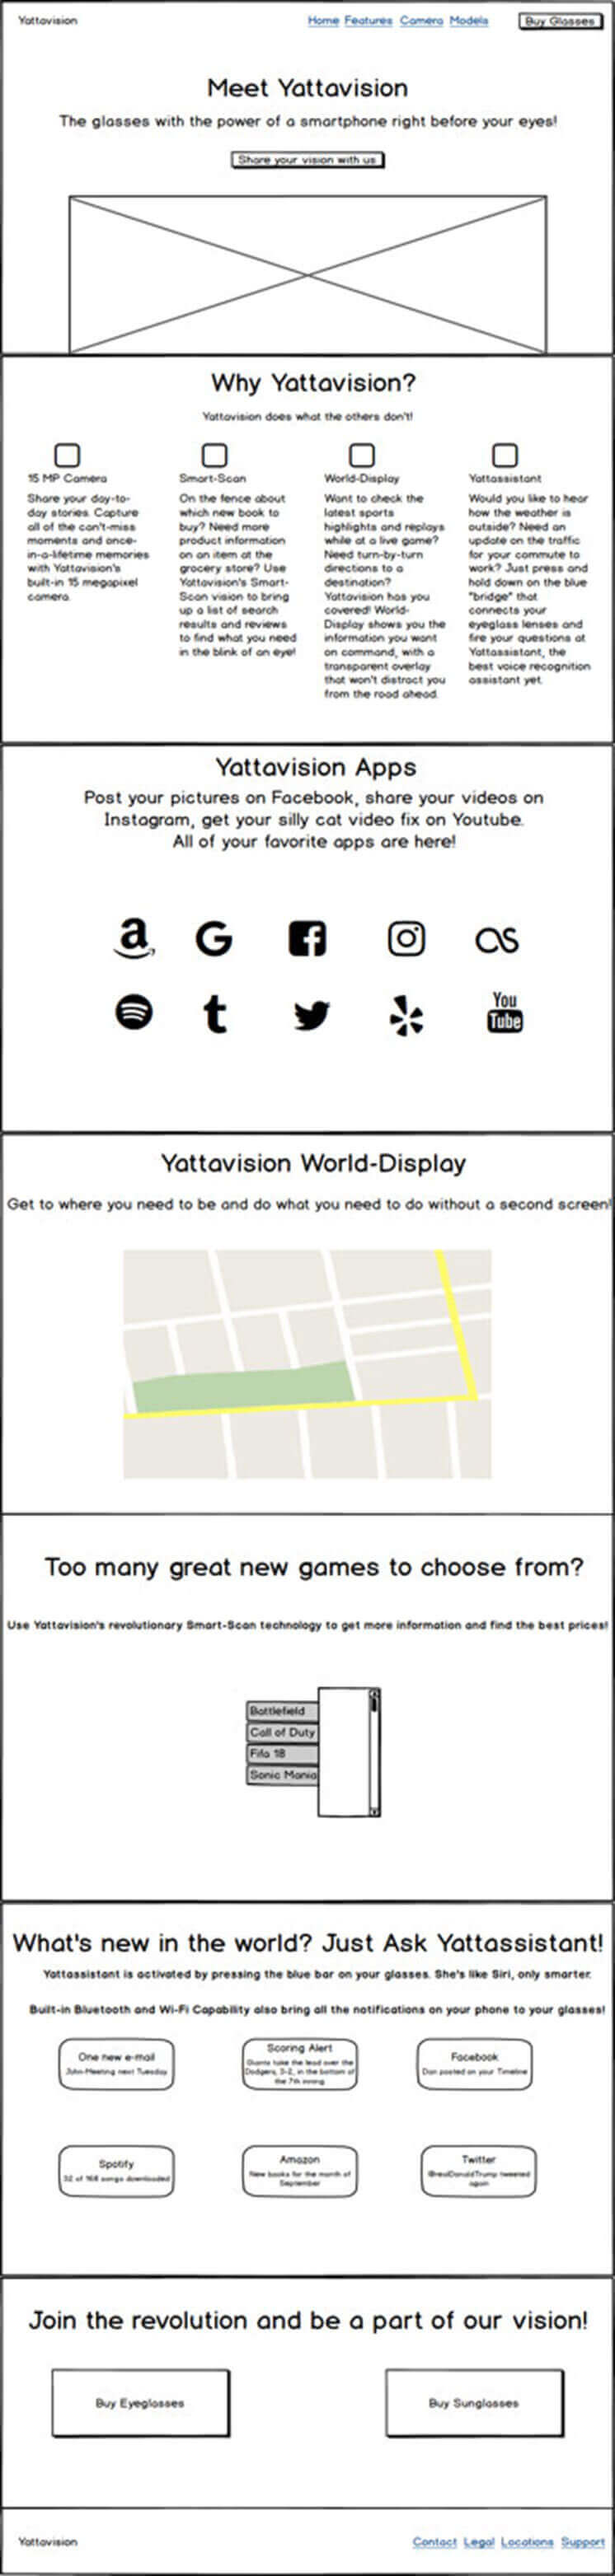 Yattavision
Home Features Camera Models
Buy Glasses
Meet Yattavision
The glasses with the power of a smartphone right before your eyes!
Share your vision with us
Why Yattavision?
Yattavision does what the others don't!
15 MP Camera
Share your day-to-
day stories. Capture
all of the can't-miss
moments and once-
in-a-lifetime memories
with Yattavision's
built-in 15 megapixel
camera.
Smart-Scan
On the fence about
which new book to
buy? Need more
product information
on an item at the
grocery store? Use
Yattavision's Smart-
Scan vision to bring
up a list of search
results and reviews
to find what you need
in the blink of an eye!
World-Display
Want to check the
latest sports
highlights and replays
while at a live game?
Need turn-by-turn
directions to a
destination?
Yattavision has you
covered! World-
Display shows you the
information you want
on command, with a
transparent overlay
that won't distract you
from the road ahead.
Yattassistant
Would you like to hear
how the weather is
outside? Need an
update on the traffic
for your commute to
work? Just press and
hold down on the blue
"bridge" that
connects your
eyeglass lenses and
fire your questions at
Yattassistant, the
best voice recognition
assistant yet.
Yattavision Apps
Post your pictures on Facebook, share your videos on
Instagram, get your silly cat video fix on Youtube.
All of your favorite apps are here!
You
Tube
Yattavision World-Display
Get to where you need to be and do what you need to do without a second screen!
Too many great new games to choose from?
Use Yattavision's revolutionary Smart-Scan technology to get more information and find the best prices!
Battlefield
Call of Duty
Fifa 18
Sonic Mania
What's new in the world? Just Ask Yattassistant!
Yattassistant is activated by pressing the blue bar on your glasses. She's like Siri, only smarter.
Built-in Bluetooth and Wi-Fi Capability also bring all the notifications on your phone to your glasses!
One new e-mail
John-Meeting next Tuesday
Scoring Alert
Giants take the lead over the
Dodgers, 3-2, in the bottom of
the 7th inning
Facebook
Dan posted on your Timeline
Spotify
32 of 168 songs downloaded
Amazon
New books for the month of
September
Twitter
@realDonaldTrump tweeted
again
Join the revolution and be a part of our vision!
Buy Eyeglasses
Buy Sunglasses
Yattavision
Contact Legal Locations Support